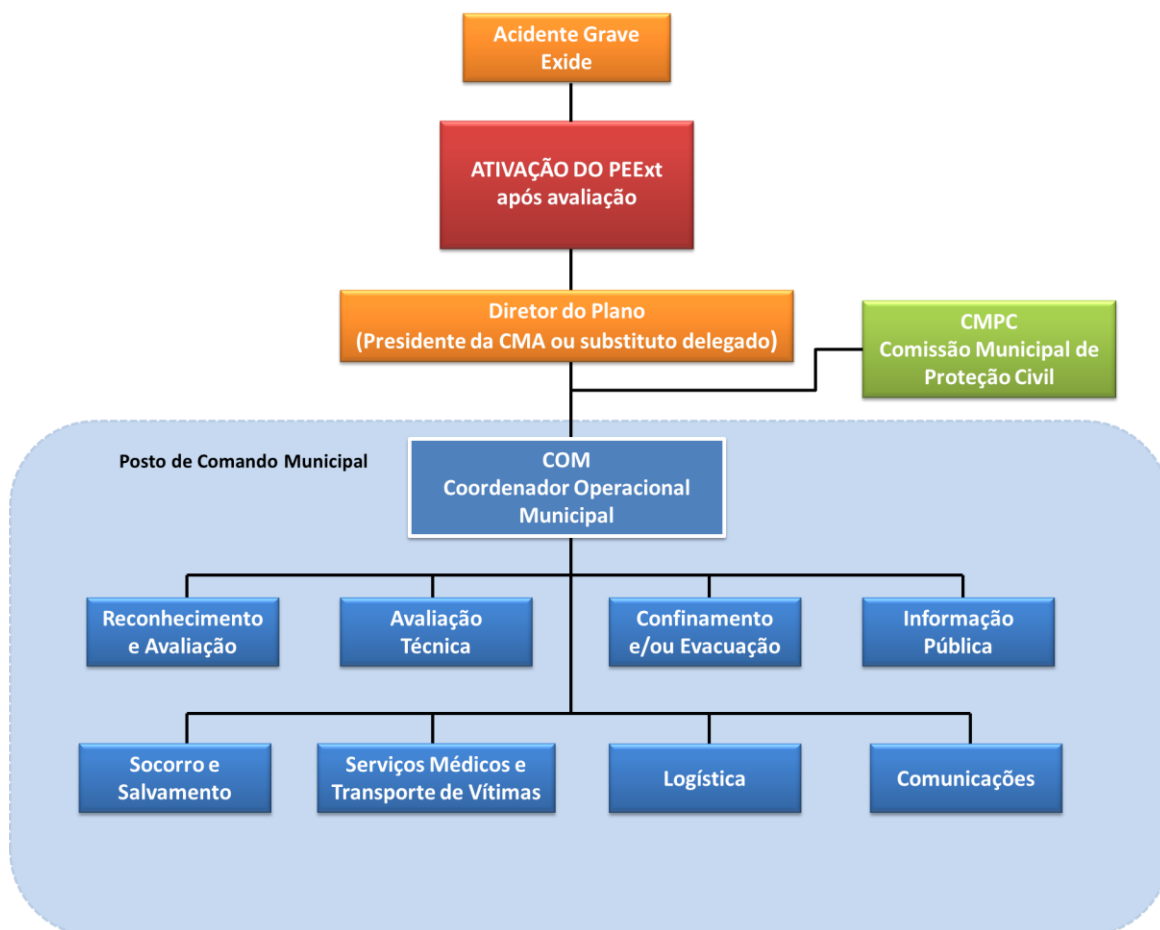 Acidente Grave
Exide
ATIVAÇÃO DO PEExt
após avaliação
Diretor do Plano
(Presidente da CMA ou substituto delegado)
CMPC
Comissão Municipal de
Proteção Civil
Posto de Comando Municipal
COM
Coordenador Operacional
Municipal
Reconhecimento
e Avaliação
Avaliação
Técnica
Confinamento
e/ou Evacuação
Informação
Pública
Socorro e
Salvamento
Serviços Médicos e
Transporte de Vítimas
Logística
Comunicações